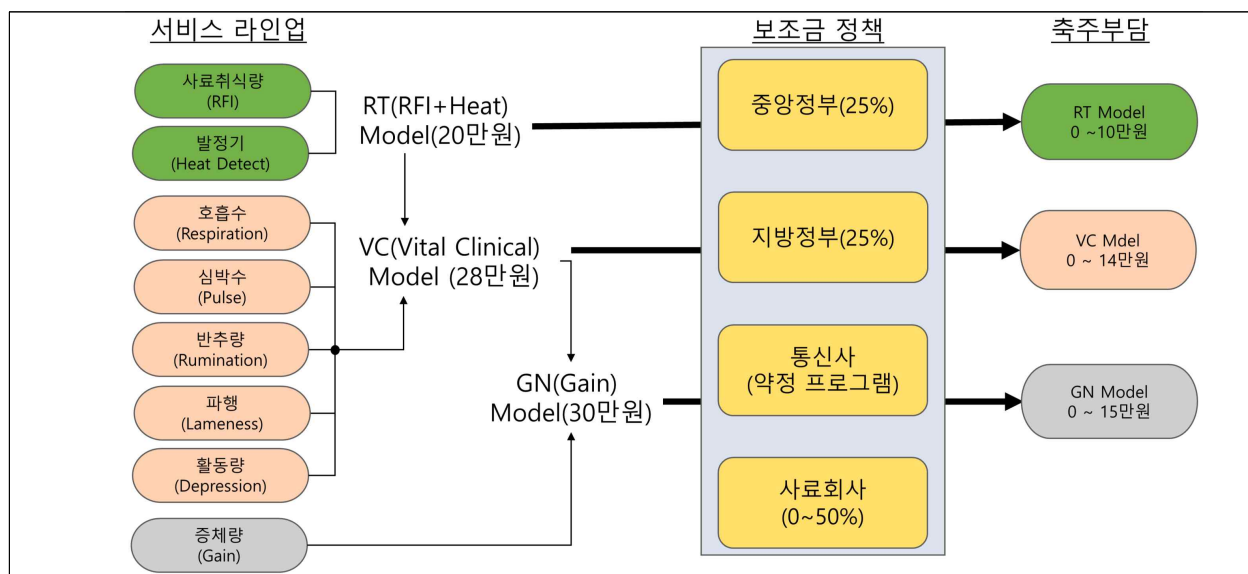 서비스 라인업
보조금 정책
축주부담
사료취식량
(RFI)
발정기
(Heat Detect)
호흡수
(Respiration)
심박수
(Pulse)
반추량
(Rumination)
파행
(Lameness)
활동량
(Depression)
증체량
(Gain)
RT(RFI+Heat)
Model(20만원)
VC(Vital Clinical)
Model (28만원)
GN(Gain)
Model(30만원)
중앙정부(25%)
지방정부(25%)
통신사
(약정 프로그램)
사료회사
(0~50%)
RT Model
0 ~10만원
VC Mdel
0 ~ 14만원
GN Model
0 ~ 15만원